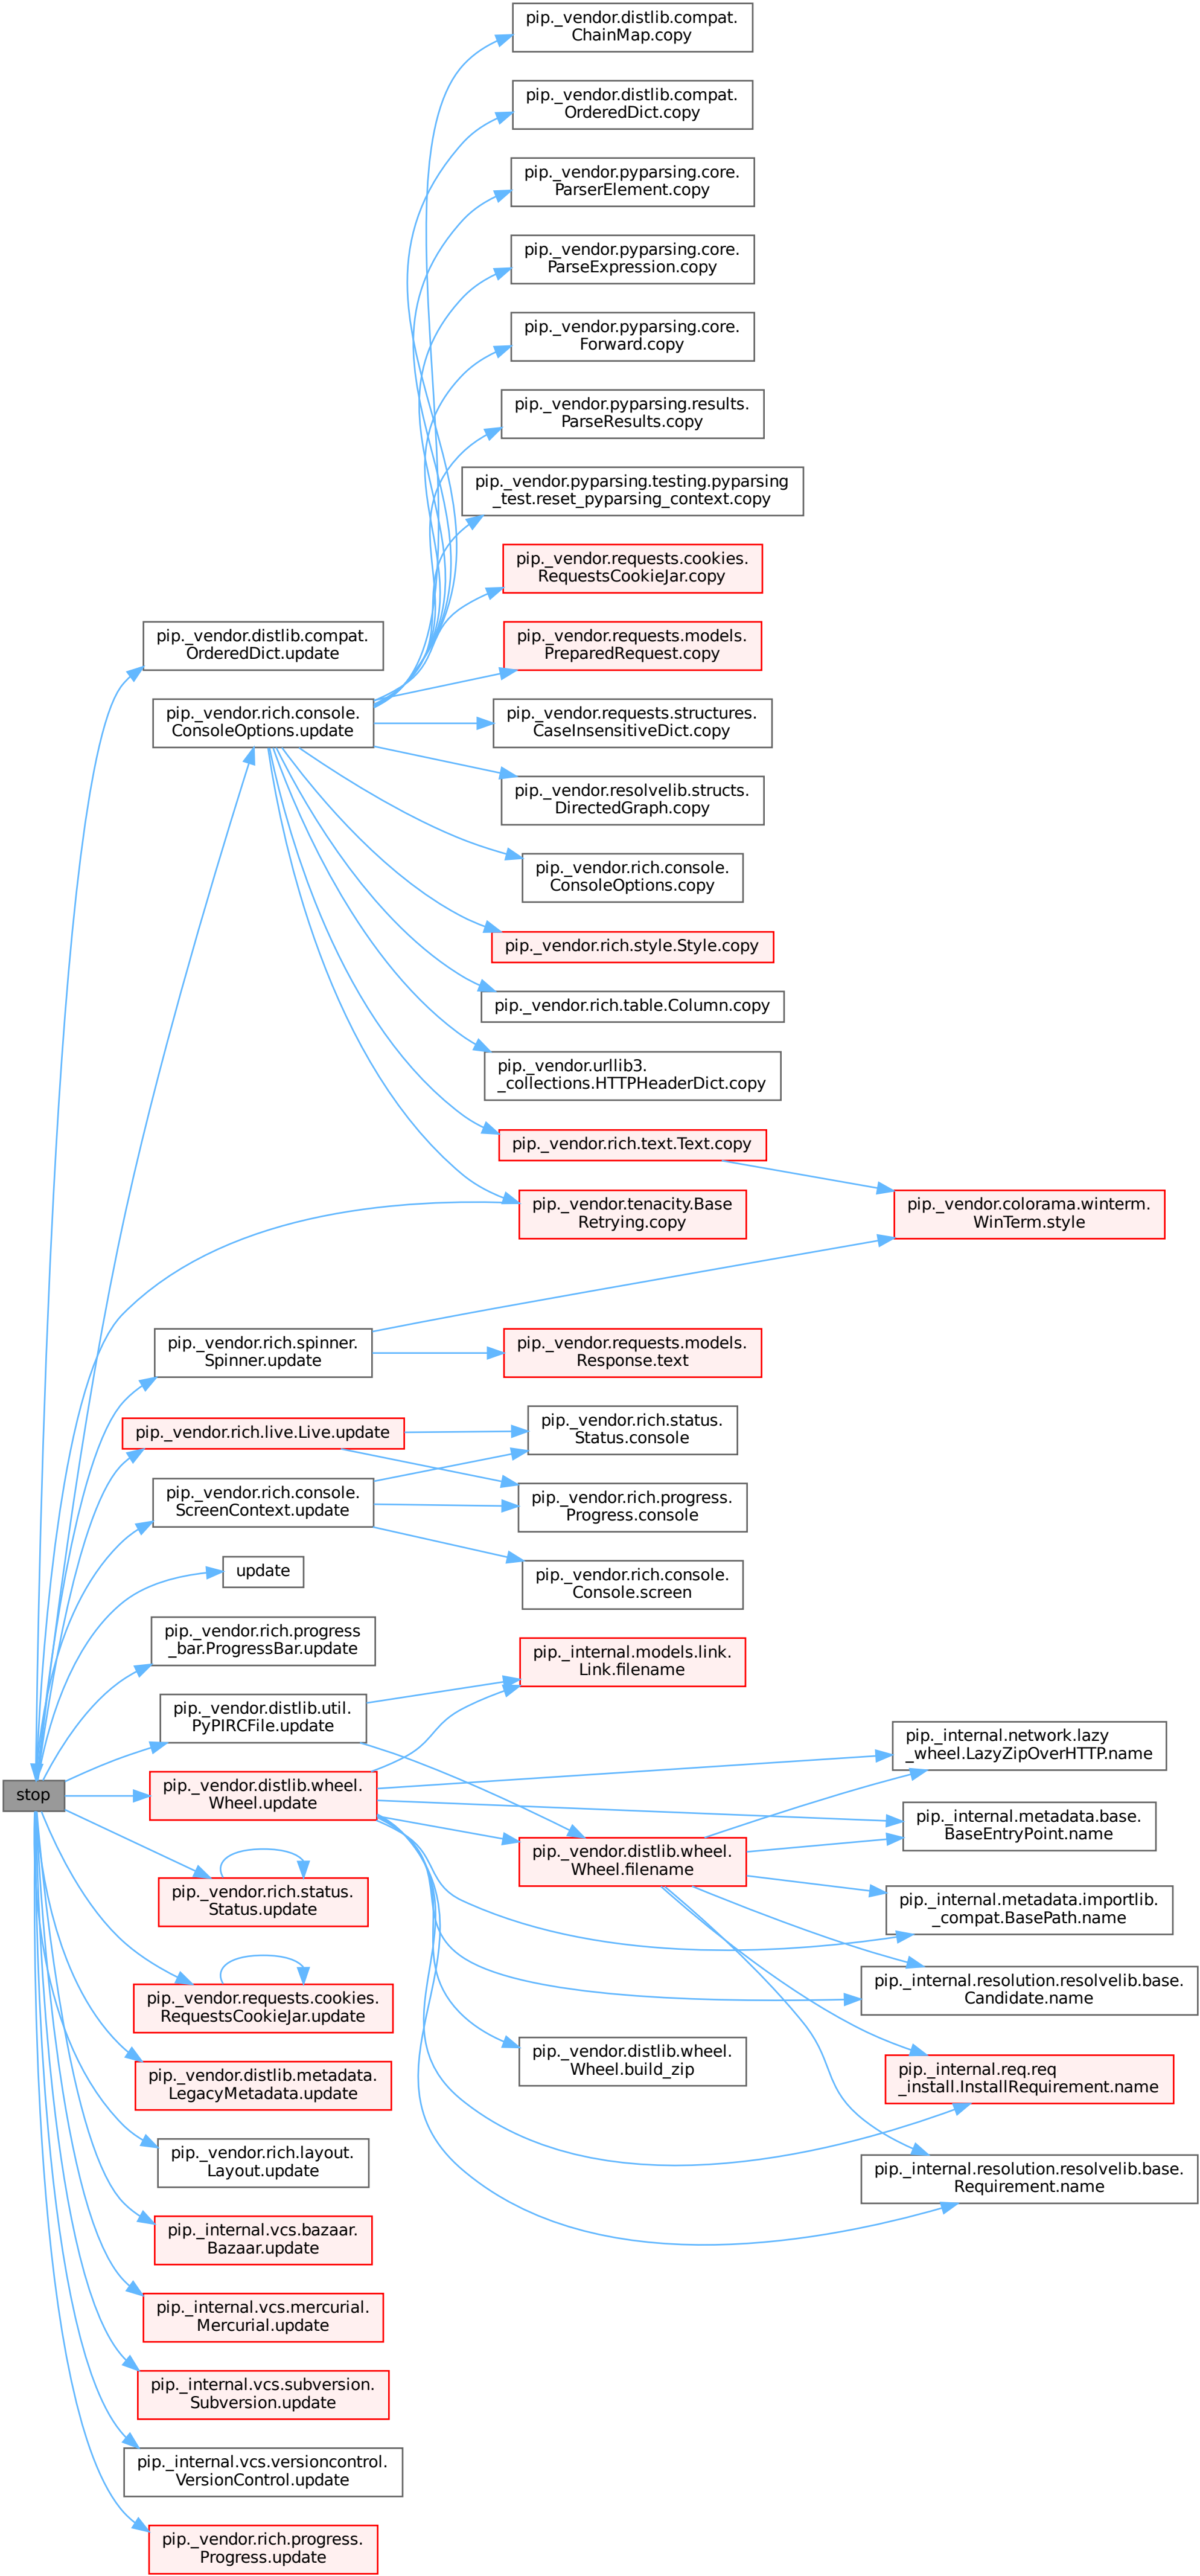 pip._vendor.distlib.compat.
ChainMap.copy
pip._vendor.distlib.compat.
OrderedDict.copy
pip._vendor.pyparsing.core.
ParserElement.copy
pip._vendor.pyparsing.core.
ParseExpression.copy
pip._vendor.pyparsing.core.
Forward.copy
pip._vendor.pyparsing.results.
ParseResults.copy
pip._vendor.pyparsing.testing.pyparsing
_test.reset_pyparsing_context.copy
pip._vendor.requests.cookies.
RequestsCookieJar.copy
pip._vendor.distlib.compat.
OrderedDict.update
pip._vendor.requests.models.
PreparedRequest.copy
pip._vendor.rich.console.
ConsoleOptions.update
pip._vendor.requests.structures.
CaseInsensitiveDict.copy
pip._vendor.resolvelib.structs.
DirectedGraph.copy
pip._vendor.rich.console.
ConsoleOptions.copy
pip._vendor.rich.style.Style.copy
pip._vendor.rich.table.Column.copy
pip._vendor.urllib3.
_collections.HTTPHeaderDict.copy
pip._vendor.rich.text.Text.copy
pip._vendor.tenacity.Base
Retrying.copy
pip._vendor.colorama.winterm.
WinTerm.style
pip._vendor.rich.spinner.
Spinner.update
pip._vendor.requests.models.
Response.text
pip._vendor.rich.live.Live.update
pip._vendor.rich.status.
Status.console
pip._vendor.rich.console.
ScreenContext.update
pip._vendor.rich.progress.
Progress.console
update
pip._vendor.rich.console.
Console.screen
pip._vendor.rich.progress
_bar.ProgressBar.update
pip._internal.models.link.
Link.filename
pip._vendor.distlib.util.
PyPIRCFile.update
pip._internal.network.lazy
_wheel.LazyZipOverHTTP.name
stop
pip._vendor.distlib.wheel.
Wheel.update
pip._internal.metadata.base.
BaseEntryPoint.name
pip._vendor.distlib.wheel.
Wheel.filename
pip._vendor.rich.status.
Status.update
pip._internal.metadata.importlib.
_compat.BasePath.name
pip._internal.resolution.resolvelib.base.
Candidate.name
pip._vendor.requests.cookies.
RequestsCookieJar.update
pip._vendor.distlib.wheel.
Wheel.build_zip
pip._internal.req.req
_install.InstallRequirement.name
pip._vendor.distlib.metadata.
LegacyMetadata.update
pip._vendor.rich.layout.
Layout.update
pip._internal.resolution.resolvelib.base.
Requirement.name
pip._internal.vcs.bazaar.
Bazaar.update
pip._internal.vcs.mercurial.
Mercurial.update
pip._internal.vcs.subversion.
Subversion.update
pip._internal.vcs.versioncontrol.
VersionControl.update
pip._vendor.rich.progress.
Progress.update